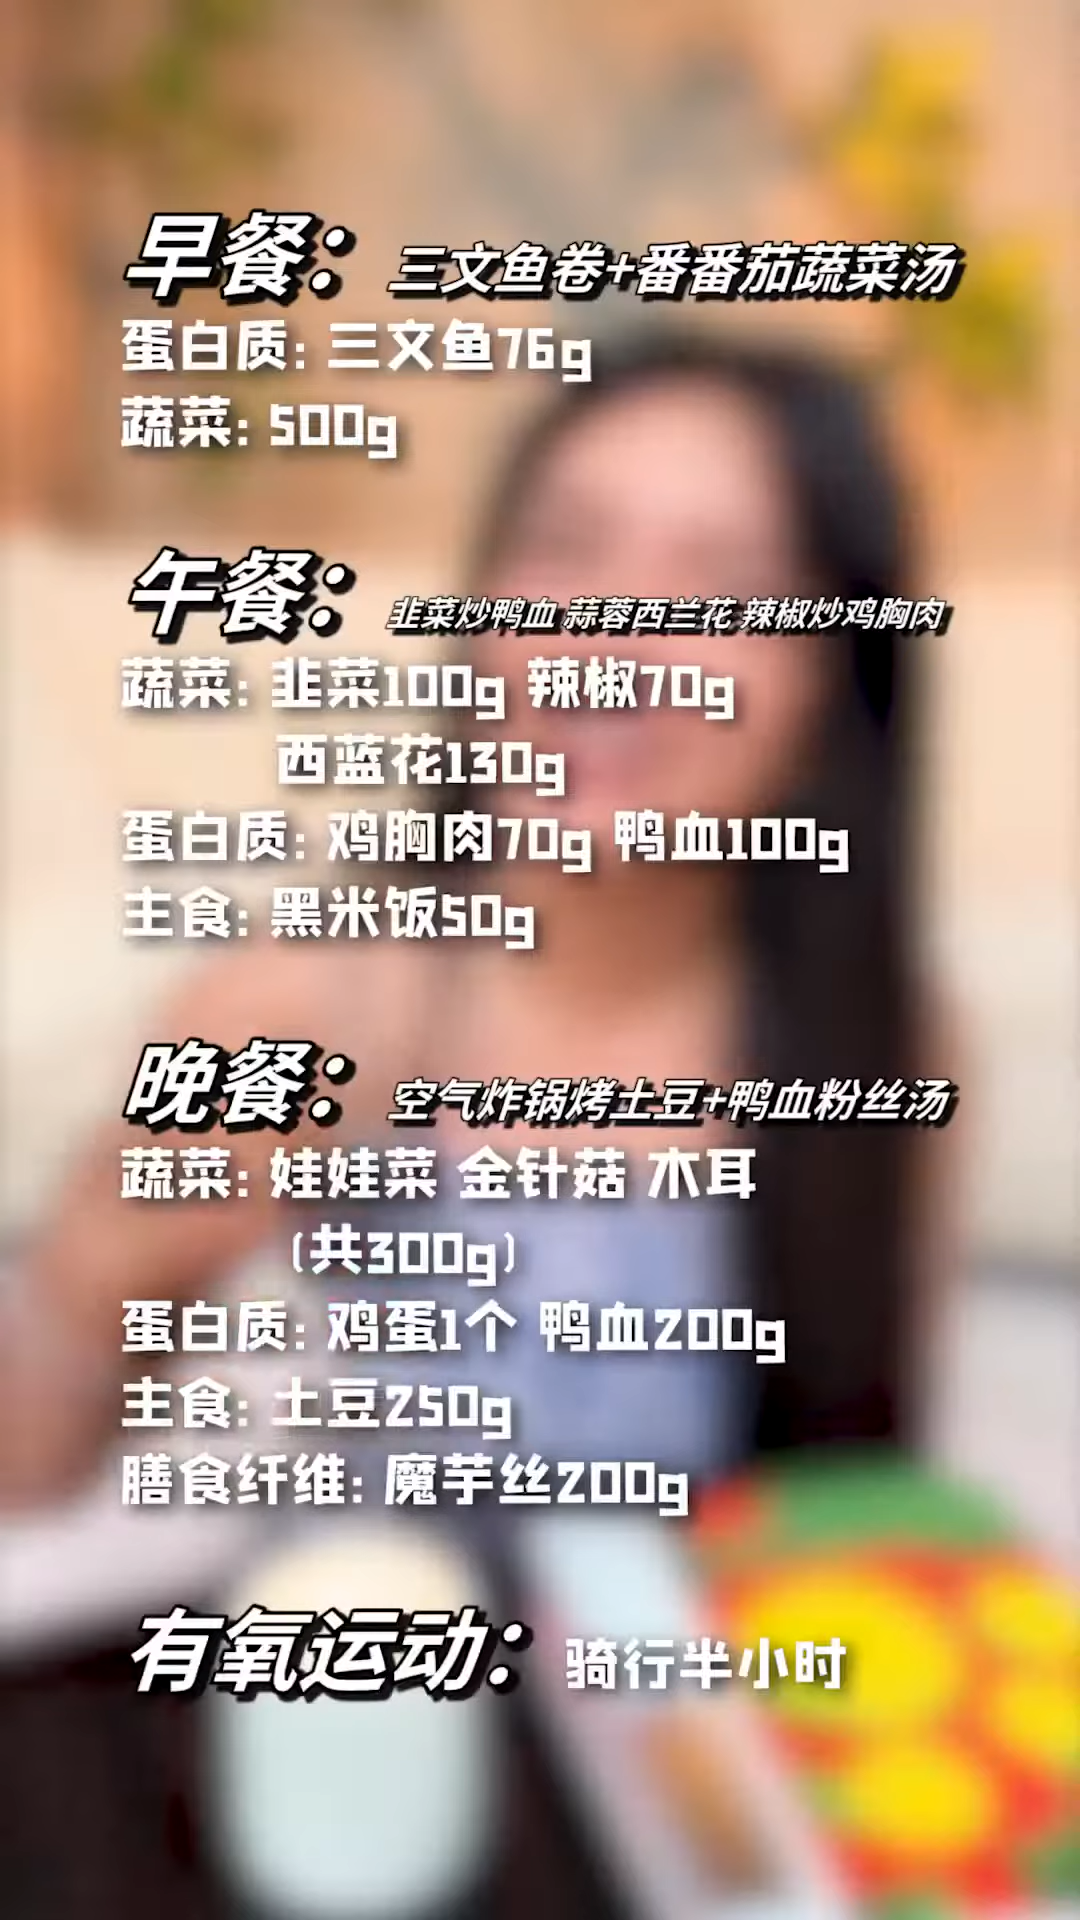 早餐：三文鱼卷+番番茄蔬菜汤
蛋白质: 三文鱼76g
蔬菜: 500g
午餐：韭菜炒鸭血 蒜蓉西兰花 辣椒炒鸡胸肉
蔬菜: 韭菜100g 辣椒70g
西蓝花130g
蛋白质: 鸡胸肉70g 鸭血100g
主食: 黑米饭50g
晚餐：空气炸锅烤土豆+鸭血粉丝汤
蔬菜: 娃娃菜 金针菇 木耳
(共300g)
蛋白质: 鸡蛋1个 鸭血200g
主食: 土豆250g
膳食纤维: 魔芋丝200g
有氧运动：骑行半小时